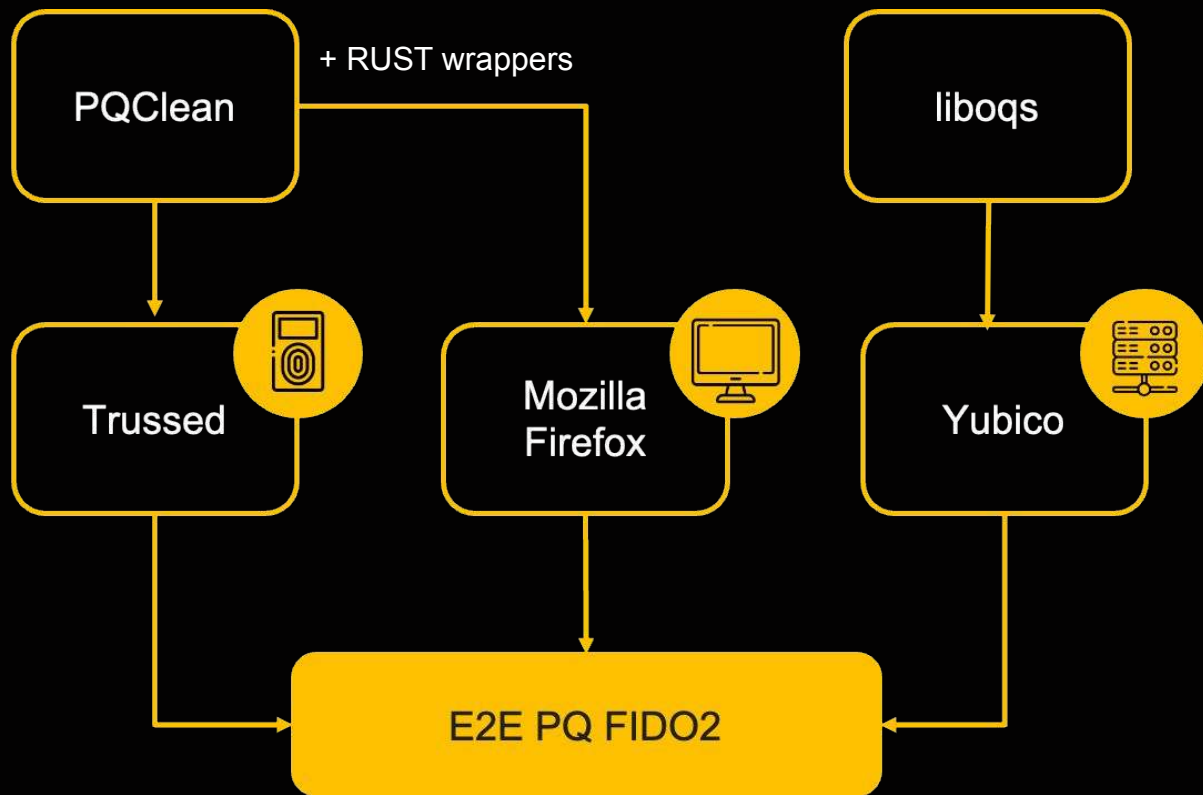 PQClean
+ RUST wrappers
liboqs
Trussed
Mozilla
Firefox
Yubico
E2E PQ FIDO2